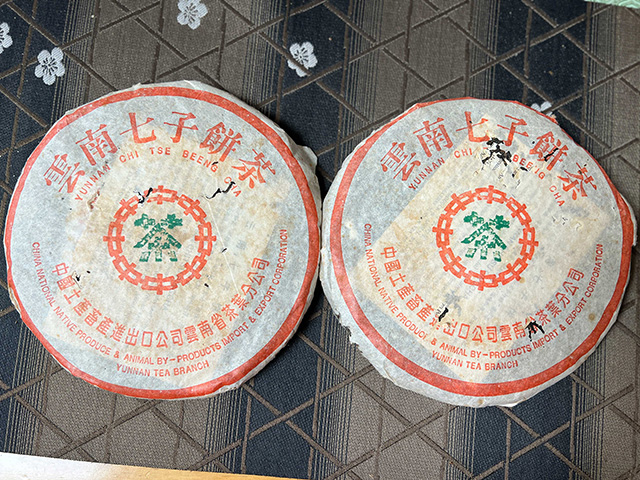 雲南七子餅茶
YUNNAN CHI TSE BEENG CHA
茶
中國土產畜產進出口公司雲南省茶葉分公司
CHINA NATIONAL NATIVE PRODUCE & ANIMAL BY-PRODUCTS IMPORT & EXPORT CORPORATION
YUNNAN TEA BRANCH
雲南七子餅茶
YUNNAN CHI BEENG CHA
茶
中國土產畜產進出口公司雲南省茶葉分公司
CHINA NATIONAL NATIVE PRODUCE & ANIMAL BY-PRODUCTS IMPORT & EXPORT CORPORATION
YUNNAN TEA BRANCH